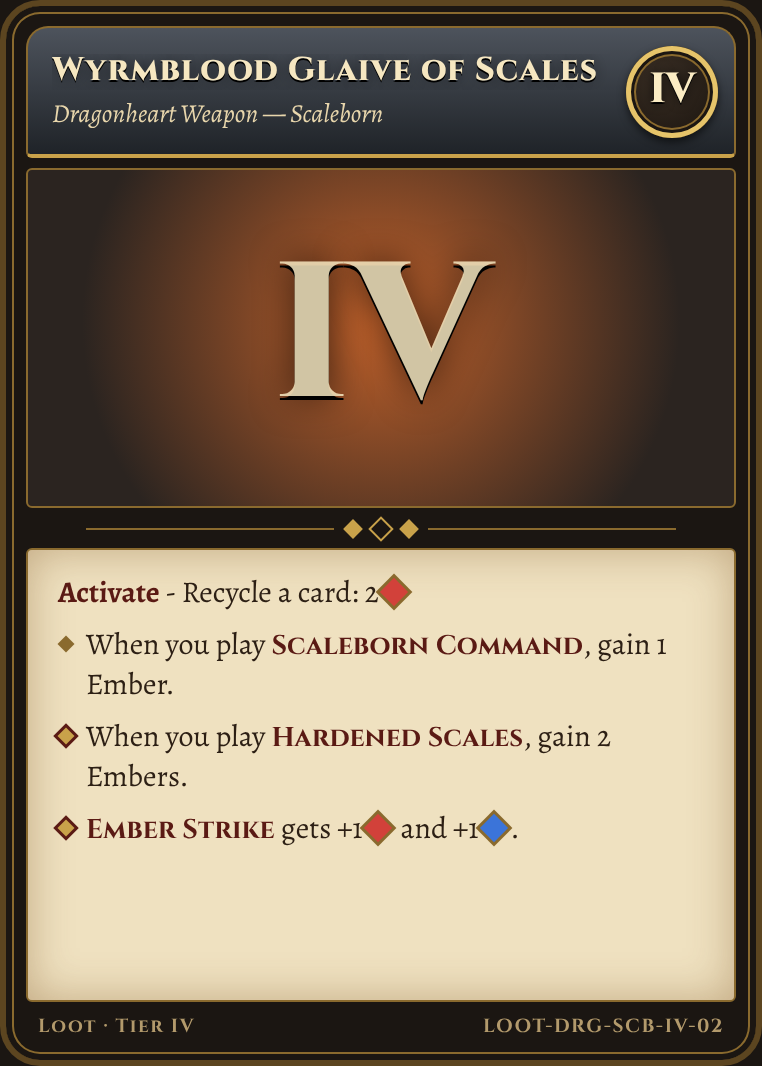 Wyrmblood Glaive of Scales
Dragonheart Weapon — Scaleborn
IV
IV
Activate - Recycle a card: 2
When you play Scaleborn Command, gain 1
Ember.
When you play Hardened Scales, gain 2
Embers.
Ember Strike gets +1 and +1.
Loot · Tier IV
LOOT-DRG-SCB-IV-02